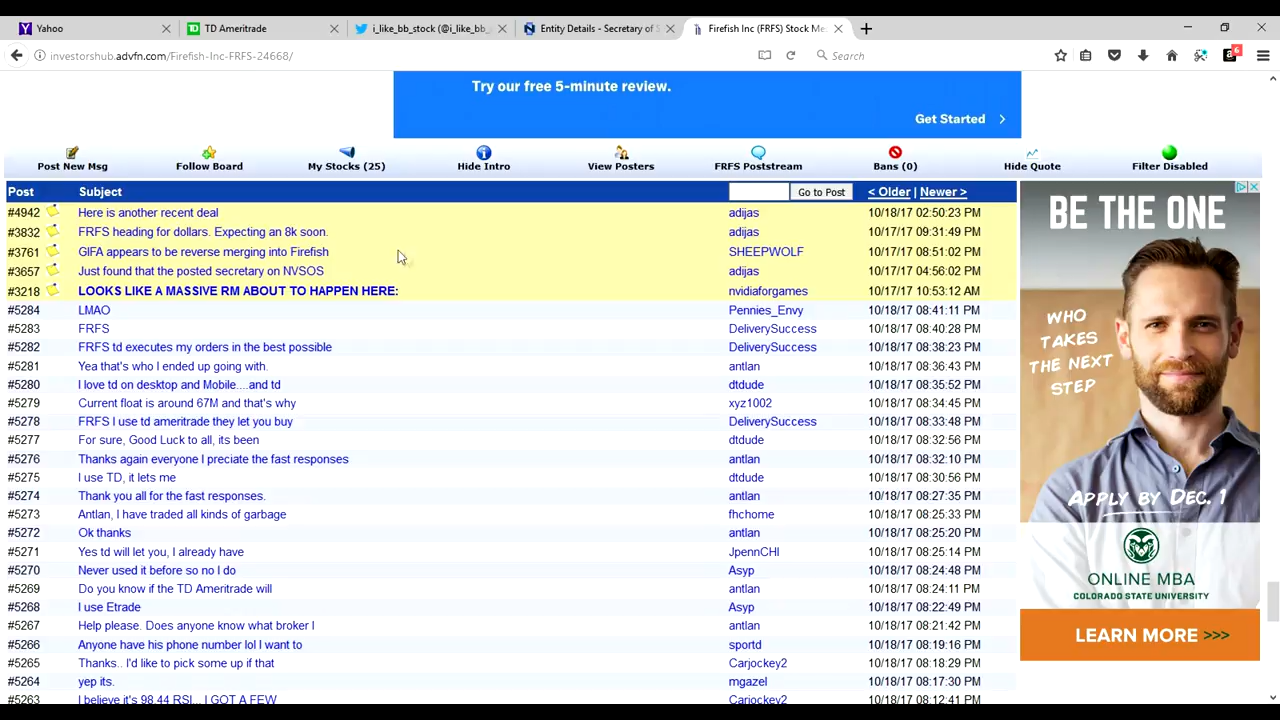 Yahoo
TD Ameritrade
i_like_bb_stock (@i_like_bb_
Entity Details - Secretary of S
Firefish Inc (FRFS) Stock Me
investorshub.advfn.com/Firefish-Inc-FRFS-24668/
Search
6
Try our free 5-minute review.
Get Started
Post New Msg Follow Board My Stocks (25) Hide Intro View Posters FRFS Poststream Bans (0) Hide Quote Filter Disabled
Post Subject Go to Post < Older | Newer >
#4942 Here is another recent deal adijas 10/18/17 02:50:23 PM
#3832 FRFS heading for dollars. Expecting an 8k soon. adijas 10/17/17 09:31:49 PM
#3761 GIFA appears to be reverse merging into Firefish SHEEPWOLF 10/17/17 08:51:02 PM
#3657 Just found that the posted secretary on NVSOS adijas 10/17/17 04:56:02 PM
#3218 LOOKS LIKE A MASSIVE RM ABOUT TO HAPPEN HERE: nvidiaforgames 10/17/17 10:53:12 AM
#5284 LMAO Pennies_Envy 10/18/17 08:41:11 PM
#5283 FRFS DeliverySuccess 10/18/17 08:40:28 PM
#5282 FRFS td executes my orders in the best possible DeliverySuccess 10/18/17 08:38:23 PM
#5281 Yea that's who I ended up going with. antlan 10/18/17 08:36:43 PM
#5280 I love td on desktop and Mobile....and td dtdude 10/18/17 08:35:52 PM
#5279 Current float is around 67M and that's why xyz1002 10/18/17 08:34:45 PM
#5278 FRFS I use td ameritrade they let you buy DeliverySuccess 10/18/17 08:33:48 PM
#5277 For sure, Good Luck to all, its been dtdude 10/18/17 08:32:56 PM
#5276 Thanks again everyone I preciate the fast responses antlan 10/18/17 08:32:10 PM
#5275 I use TD, it lets me dtdude 10/18/17 08:30:56 PM
#5274 Thank you all for the fast responses. antlan 10/18/17 08:27:35 PM
#5273 Antlan, I have traded all kinds of garbage fhchome 10/18/17 08:25:33 PM
#5272 Ok thanks antlan 10/18/17 08:25:20 PM
#5271 Yes td will let you, I already have JpennCHI 10/18/17 08:25:14 PM
#5270 Never used it before so no I do Asyp 10/18/17 08:24:48 PM
#5269 Do you know if the TD Ameritrade will antlan 10/18/17 08:24:11 PM
#5268 I use Etrade Asyp 10/18/17 08:22:49 PM
#5267 Help please. Does anyone know what broker I antlan 10/18/17 08:21:42 PM
#5266 Anyone have his phone number lol I want to sportd 10/18/17 08:19:16 PM
#5265 Thanks.. I'd like to pick some up if that Carjockey2 10/18/17 08:18:29 PM
#5264 yep its. mgazel 10/18/17 08:17:30 PM
#5263 I believe it's 98.44 RSI... I GOT A FEW Carjockey2 10/18/17 08:12:41 PM
BE THE ONE
WHO
TAKES
THE NEXT
STEP
APPLY BY DEC. 1
ONLINE MBA
COLORADO STATE UNIVERSITY
LEARN MORE >>>